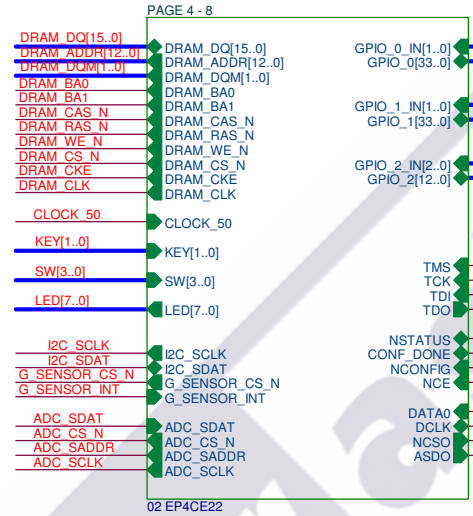 PAGE 4 - 8
DRAM_DQ[15..0] DRAM_DQ[15..0] GPIO_0_IN[1..0]
DRAM_ADDR[12..0] DRAM_ADDR[12..0] GPIO_0[33..0]
DRAM_DQM[1..0] DRAM_DQM[1..0]
DRAM_BA0 DRAM_BA0
DRAM_BA1 DRAM_BA1 GPIO_1_IN[1..0]
DRAM_CAS_N DRAM_CAS_N GPIO_1[33..0]
DRAM_RAS_N DRAM_RAS_N
DRAM_WE_N DRAM_WE_N
DRAM_CS_N DRAM_CS_N GPIO_2_IN[2..0]
DRAM_CKE DRAM_CKE GPIO_2[12..0]
DRAM_CLK DRAM_CLK
CLOCK_50 CLOCK_50
KEY[1..0] KEY[1..0]
TMS
SW[3..0] SW[3..0] TCK
TDI
LED[7..0] LED[7..0] TDO
NSTATUS
I2C_SCLK I2C_SCLK CONF_DONE
I2C_SDAT I2C_SDAT NCONFIG
G_SENSOR_CS_N G_SENSOR_CS_N NCE
G_SENSOR_INT G_SENSOR_INT
DATA0
ADC_SDAT ADC_SDAT DCLK
ADC_CS_N ADC_CS_N NCSO
ADC_SADDR ADC_SADDR ASDO
ADC_SCLK ADC_SCLK
02 EP4CE22